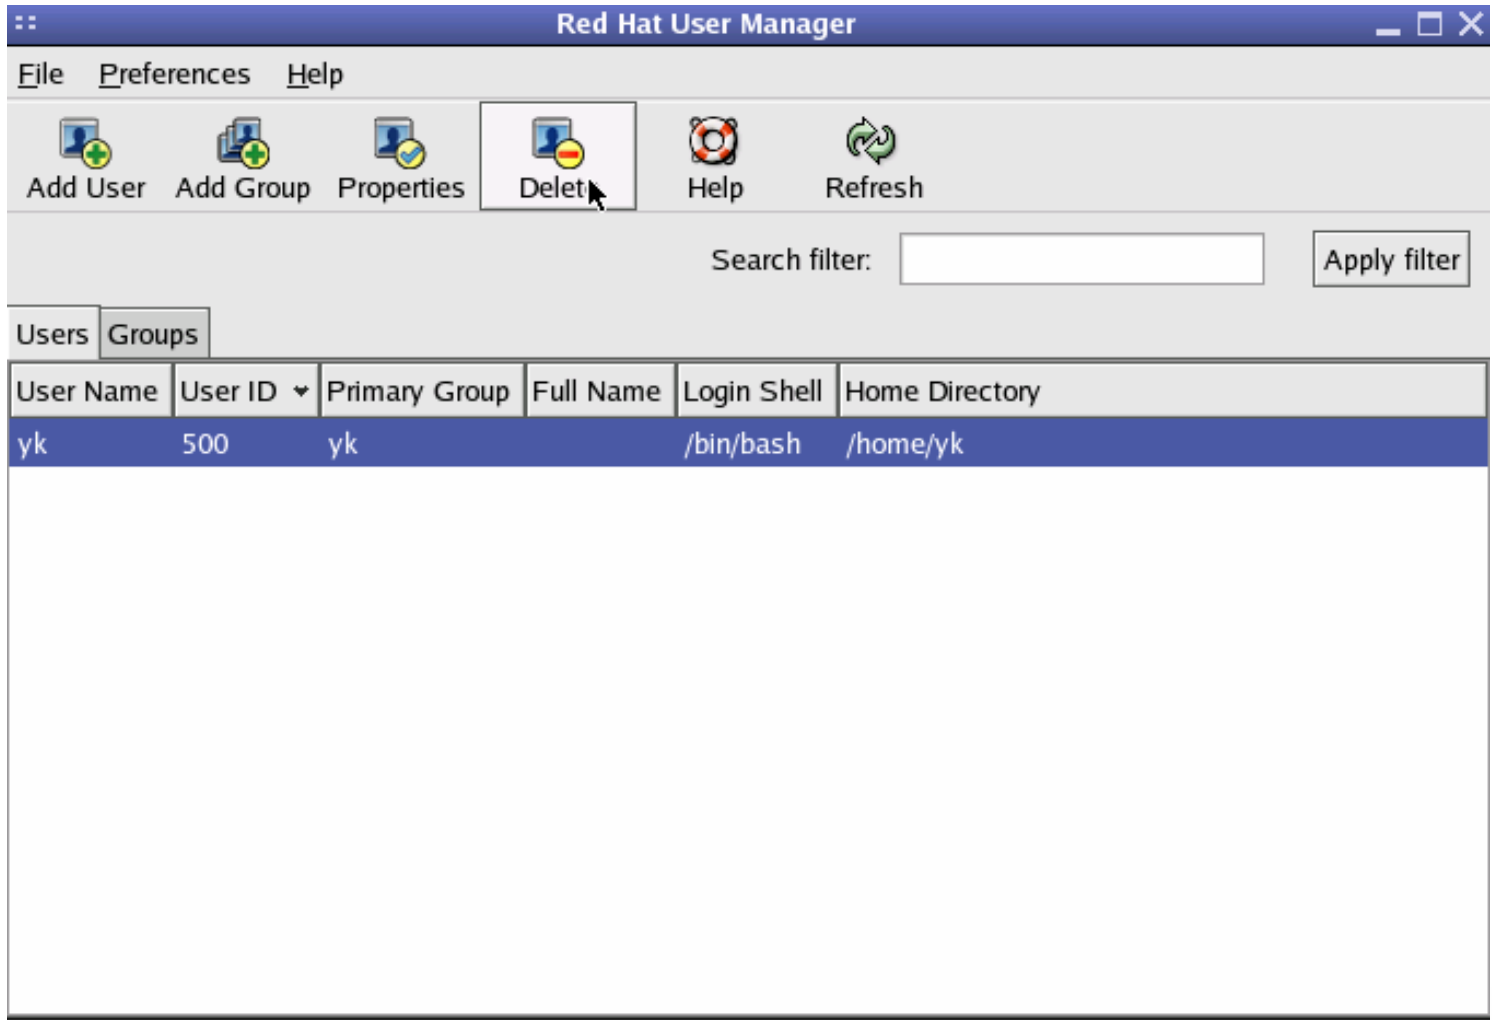 Red Hat User Manager
File Preferences Help
Add User Add Group Properties Delete Help Refresh
Search filter: Apply filter
Users Groups
User Name User ID Primary Group Full Name Login Shell Home Directory
yk 500 yk /bin/bash /home/yk